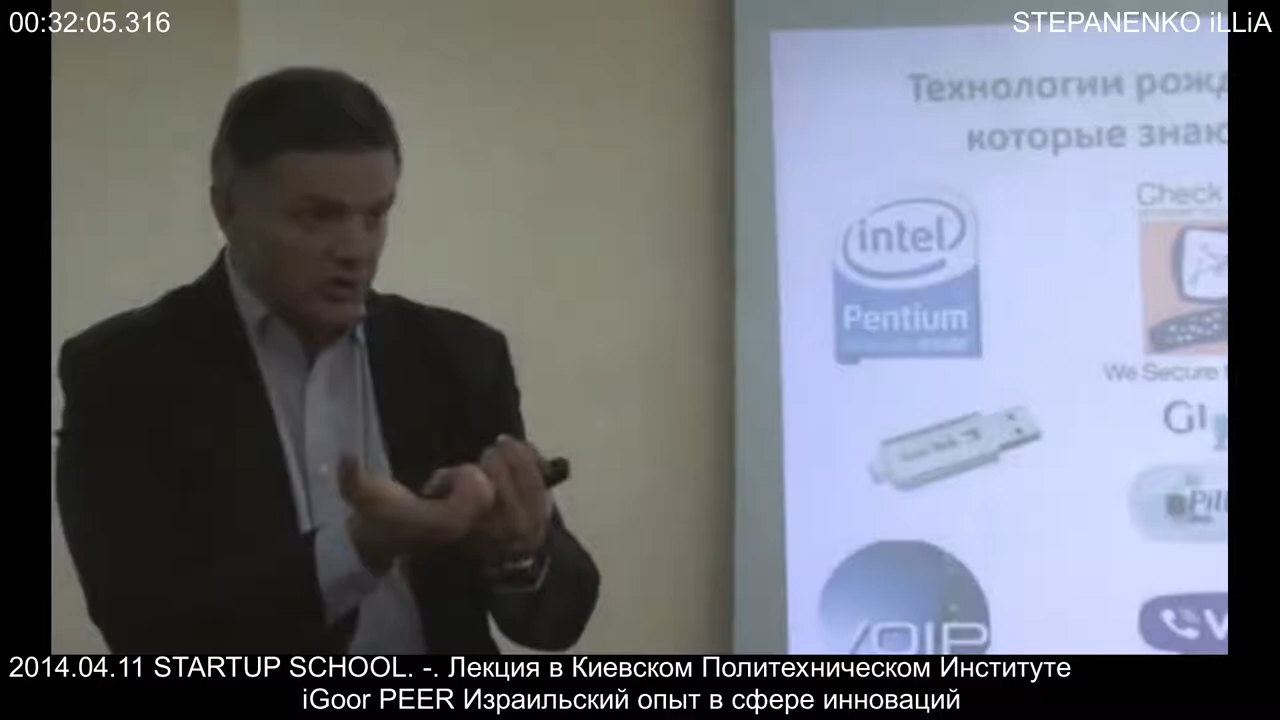 00:32:05.316
STEPANENKO iLLiA
Технологии рожд
которые знаю
Check
intel
Pentium
We Secure t
GI
Pill
VOIP
V
2014.04.11 STARTUP SCHOOL. -. Лекция в Киевском Политехническом Институте
iGoor PEER Израильский опыт в сфере инноваций